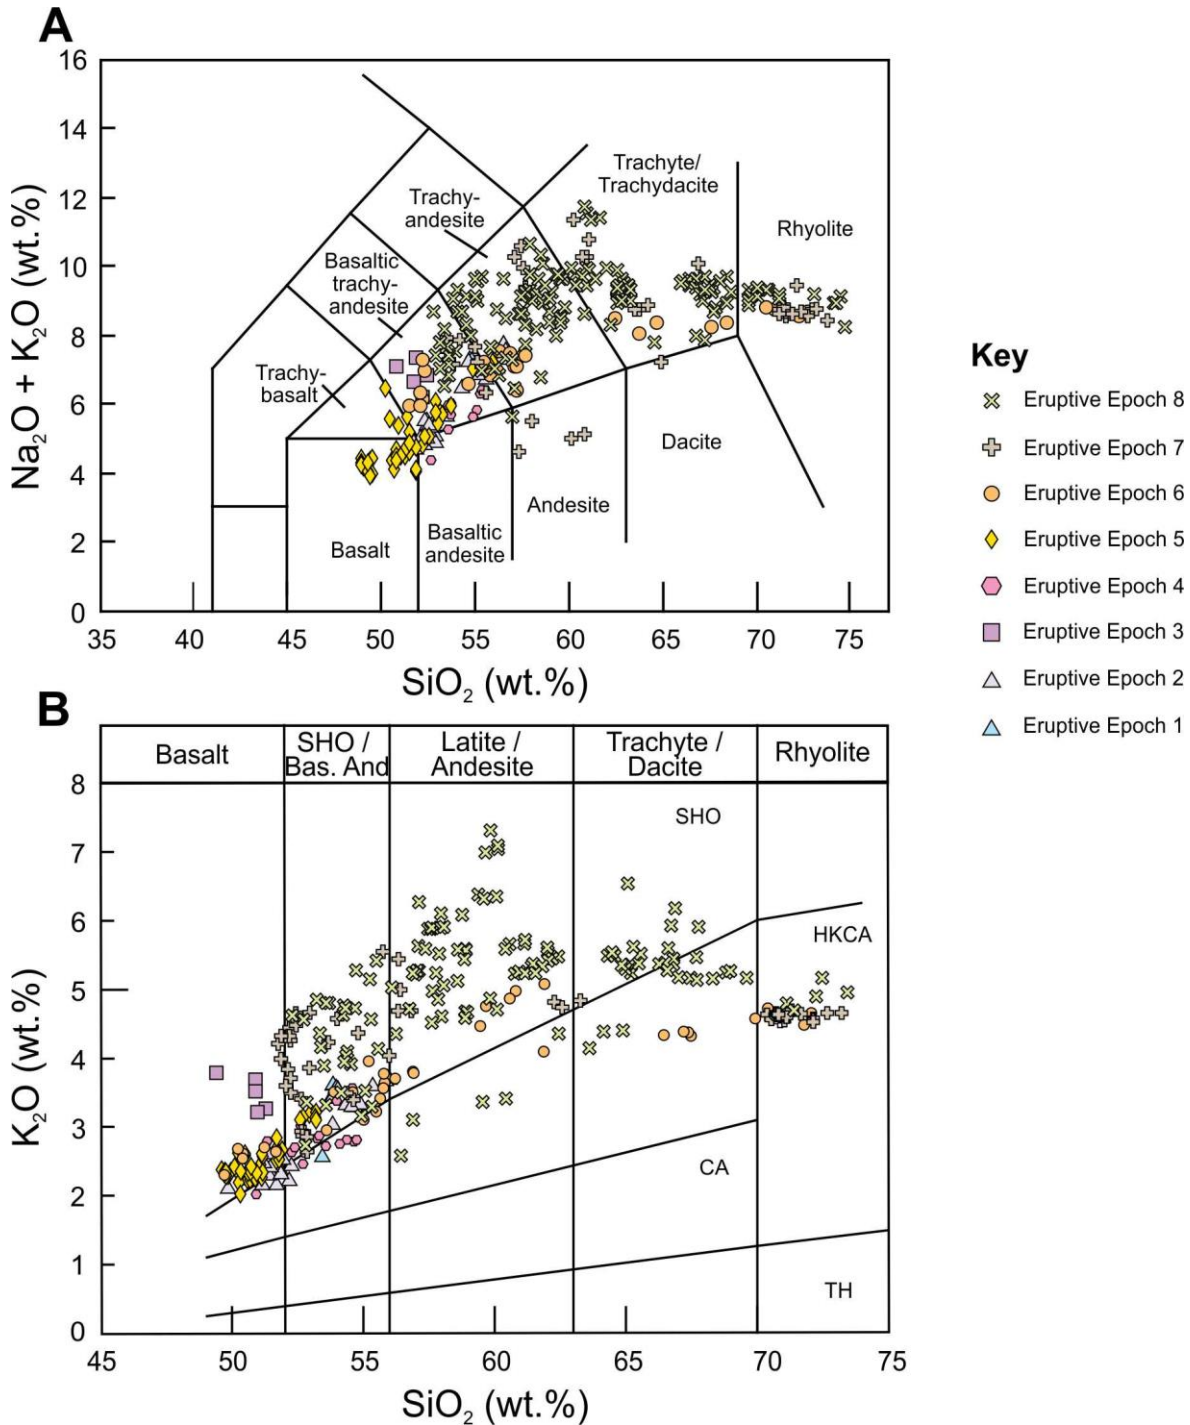 A
16
14
12
10
8
6
4
2
0
Na2O + K2O (wt.%)
Trachyte/
Trachydacite
Trachy-
andesite
Rhyolite
Basaltic
trachy-
andesite
Trachy-
basalt
Dacite
Andesite
Basalt
Basaltic
andesite
35 40 45 50 55 60 65 70 75
SiO2 (wt.%)
Key
Eruptive Epoch 8
Eruptive Epoch 7
Eruptive Epoch 6
Eruptive Epoch 5
Eruptive Epoch 4
Eruptive Epoch 3
Eruptive Epoch 2
Eruptive Epoch 1
B
Basalt
SHO /
Bas. And
Latite /
Andesite
Trachyte /
Dacite
Rhyolite
8
7
6
5
4
3
2
1
0
K2O (wt.%)
SHO
HKCA
CA
TH
45 50 55 60 65 70 75
SiO2 (wt.%)